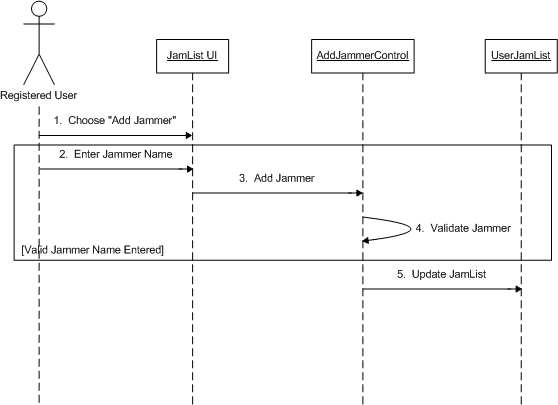 JamList UI
AddJammerControl
UserJamList
Registered User
1. Choose "Add Jammer"
2. Enter Jammer Name
3. Add Jammer
4. Validate Jammer
[Valid Jammer Name Entered]
5. Update JamList